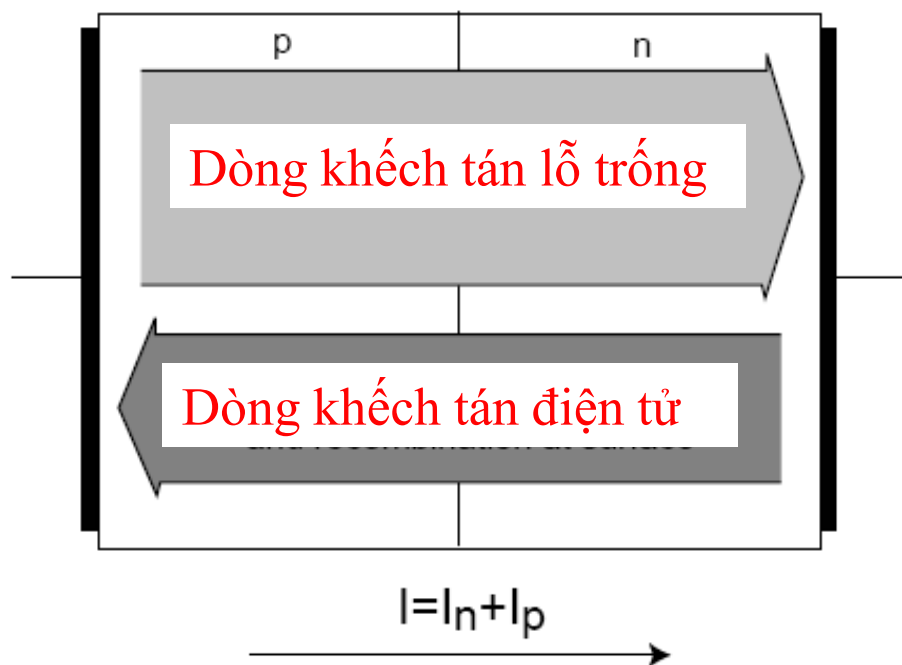 p
n
Dòng khếch tán lỗ trống
Dòng khếch tán điện tử
I=In+Ip